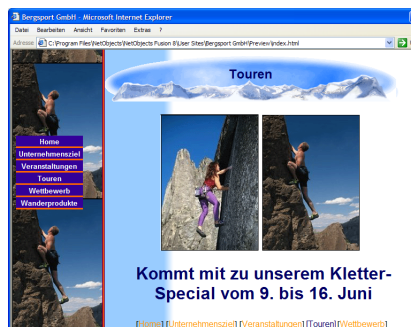 Bergsport GmbH - Microsoft Internet Explorer
Datei Bearbeiten Ansicht Favoriten Extras ?
Adresse C:\Program Files\NetObjects\NetObjects Fusion 8\User Sites\Bergsport GmbH\Preview\index.html
Touren
Home
Unternehmensziel
Veranstaltungen
Touren
Wettbewerb
Wanderprodukte
Kommt mit zu unserem Kletter-
Special vom 9. bis 16. Juni
[Home] [Unternehmensziel] [Veranstaltungen] [Touren] [Wettbewerb]